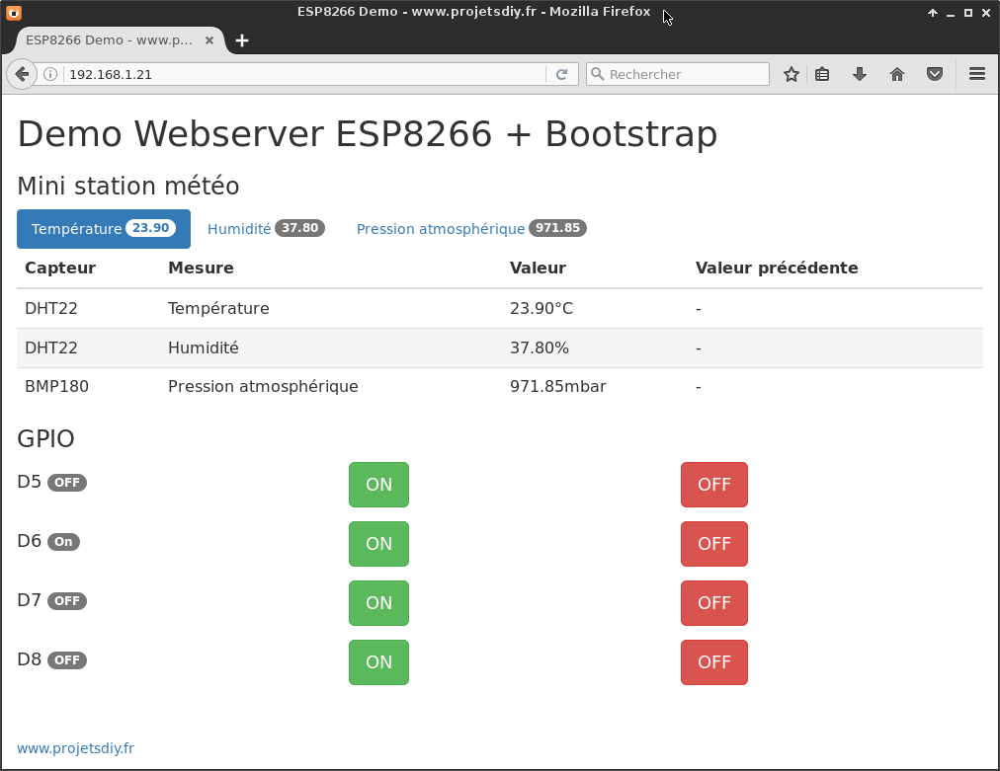 ESP8266 Demo - www.projetsdiy.fr - Mozilla Firefox
ESP8266 Demo - www.p...
192.168.1.21 Rechercher
Demo Webserver ESP8266 + Bootstrap
Mini station météo
Température 23.90 Humidité 37.80 Pression atmosphérique 971.85
Capteur Mesure Valeur Valeur précédente
DHT22 Température 23.90°C -
DHT22 Humidité 37.80% -
BMP180 Pression atmosphérique 971.85mbar -
GPIO
D5 OFF ON OFF
D6 On ON OFF
D7 OFF ON OFF
D8 OFF ON OFF
www.projetsdiy.fr